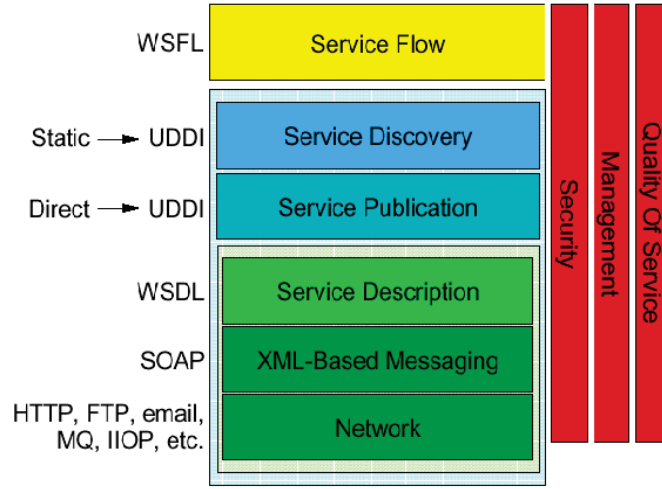 WSFL Service Flow
Static → UDDI Service Discovery
Direct → UDDI Service Publication
WSDL Service Description
SOAP XML-Based Messaging
HTTP, FTP, email,
MQ, IIOP, etc. Network
Security
Management
Quality Of Service